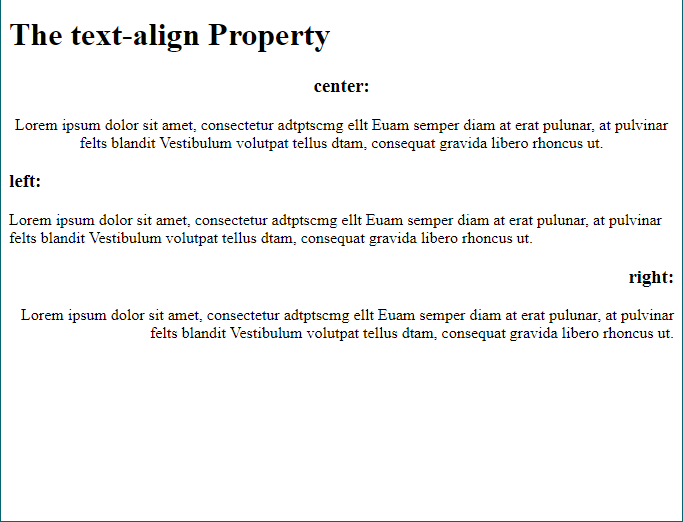 The text-align Property
center:
Lorem ipsum dolor sit amet, consectetur adtptscmg ellt Euam semper diam at erat pulunar, at pulvinar
felts blandit Vestibulum volutpat tellus dtam, consequat gravida libero rhoncus ut.
left:
Lorem ipsum dolor sit amet, consectetur adtptscmg ellt Euam semper diam at erat pulunar, at pulvinar
felts blandit Vestibulum volutpat tellus dtam, consequat gravida libero rhoncus ut.
right:
Lorem ipsum dolor sit amet, consectetur adtptscmg ellt Euam semper diam at erat pulunar, at pulvinar
felts blandit Vestibulum volutpat tellus dtam, consequat gravida libero rhoncus ut.